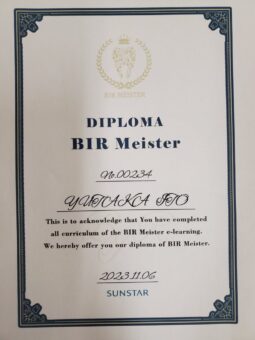 BIR MEISTER
DIPLOMA
BIR Meister
No.00234
YUTAKA ITO
This is to acknowledge that You have completed
all curriculum of the BIR Meister e-learning.
We hereby offer you our diploma of BIR Meister.
2023.11.06
SUNSTAR